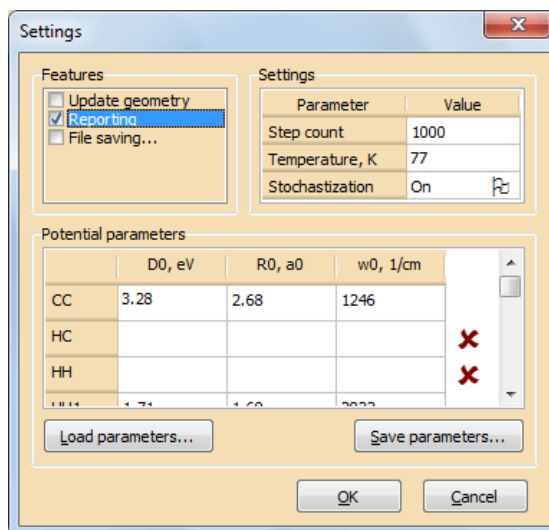 Settings
Features
Update geometry
Reporting
File saving...
Settings
Parameter Value
Step count 1000
Temperature, K 77
Stochastization On
Potential parameters
D0, eV R0, a0 w0, 1/cm
CC 3.28 2.68 1246
HC
HH
Load parameters... Save parameters...
OK Cancel